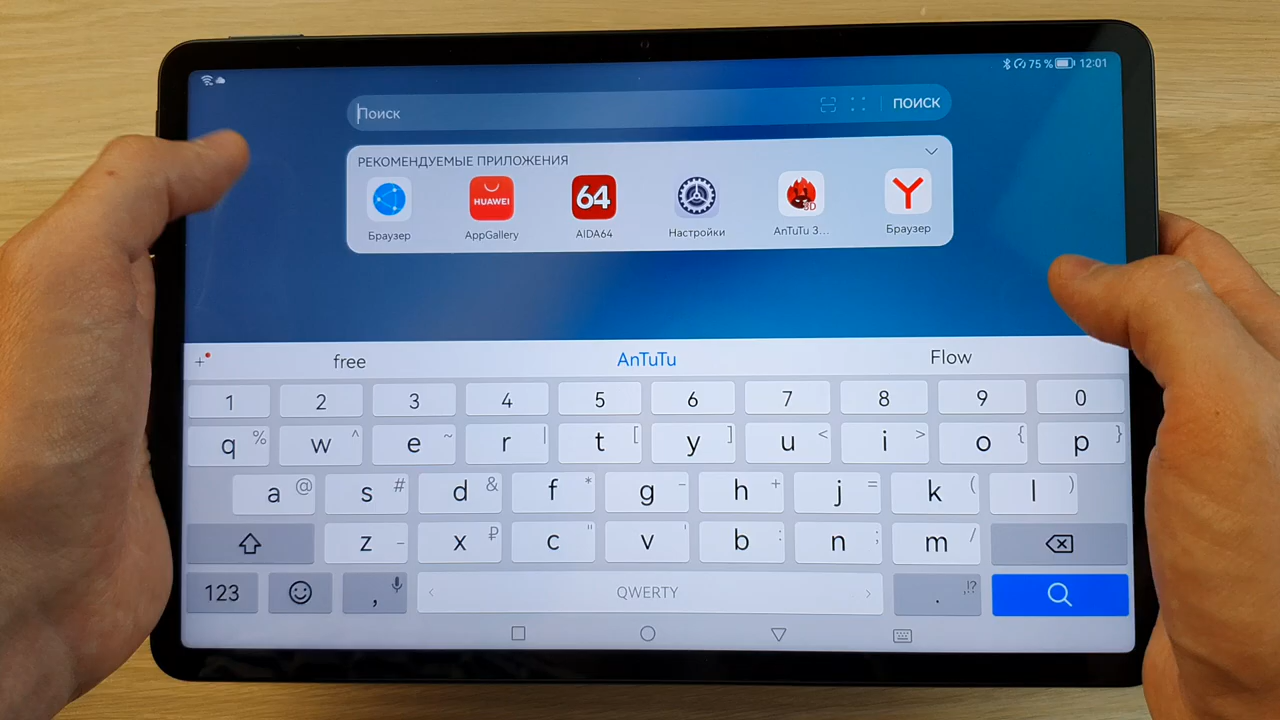 75 % 12:01
Поиск ПОИСК
РЕКОМЕНДУЕМЫЕ ПРИЛОЖЕНИЯ
HUAWEI 64 3D
Браузер AppGallery AIDA64 Настройки AnTuTu 3... Браузер
+ free AnTuTu Flow
1 2 3 4 5 6 7 8 9 0
q % w ^ e ~ r | t [ y ] u < i > o { p }
a @ s # d & f * g - h + j = k ( l )
z _ x ₽ c " v ' b : n ; m /
123 , < QWERTY > . ,!?